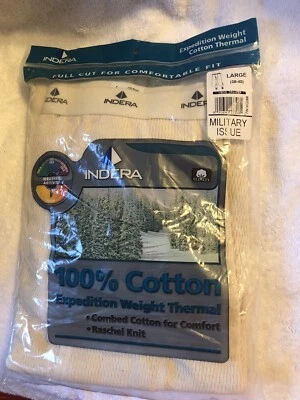 INDERA
Expedition Weight
Cotton Thermal
FULL CUT FOR COMFORTABLE FIT
LARGE
INDERA
INDERA
INDERA
MILITARY
ISSUE
INDERA
100% Cotton
Expedition Weight Thermal
• Combed Cotton for Comfort
• Raschel Knit